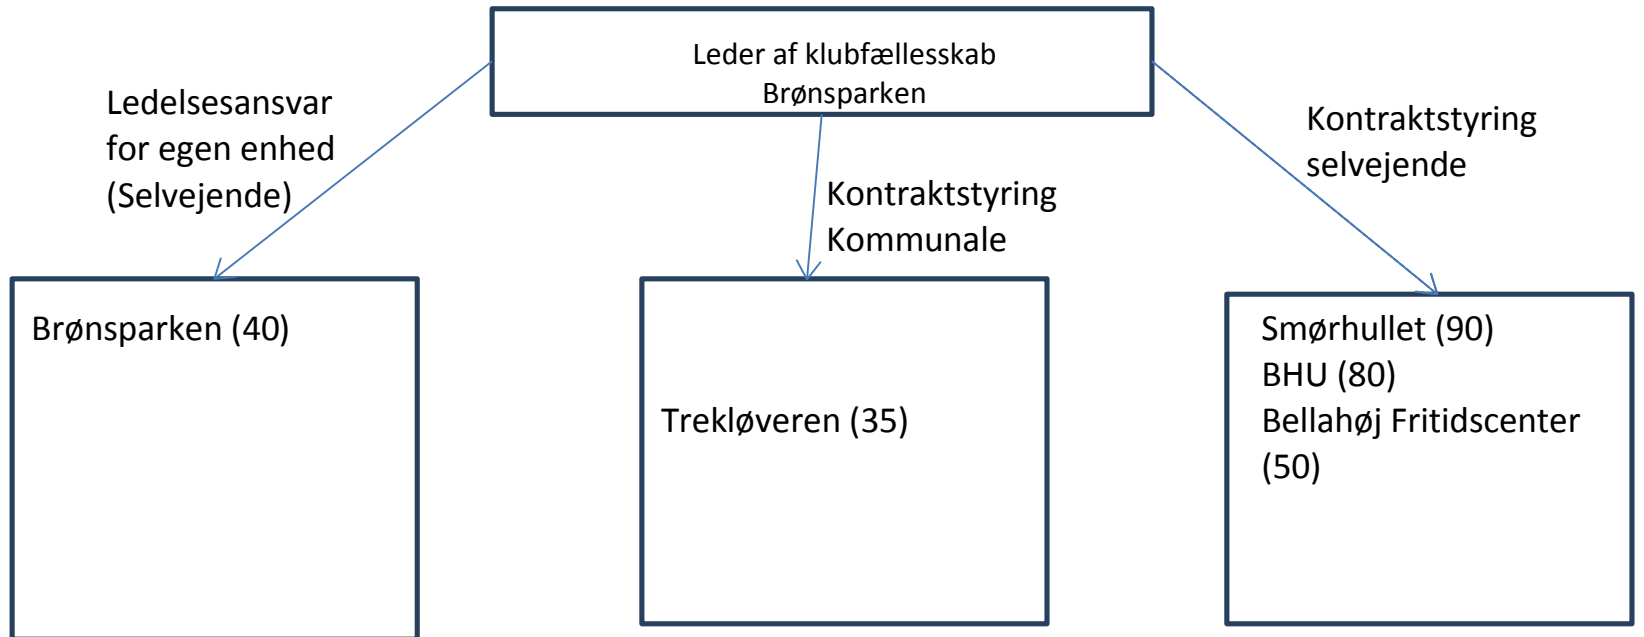 Leder af klubfællesskab
Brønsparken
Ledelsesansvar
for egen enhed
(Selvejende)
Kontraktstyring
Kommunale
Kontraktstyring
selvejende
Brønsparken (40)
Trekløveren (35)
Smørhullet (90)
BHU (80)
Bellahøj Fritidscenter
(50)